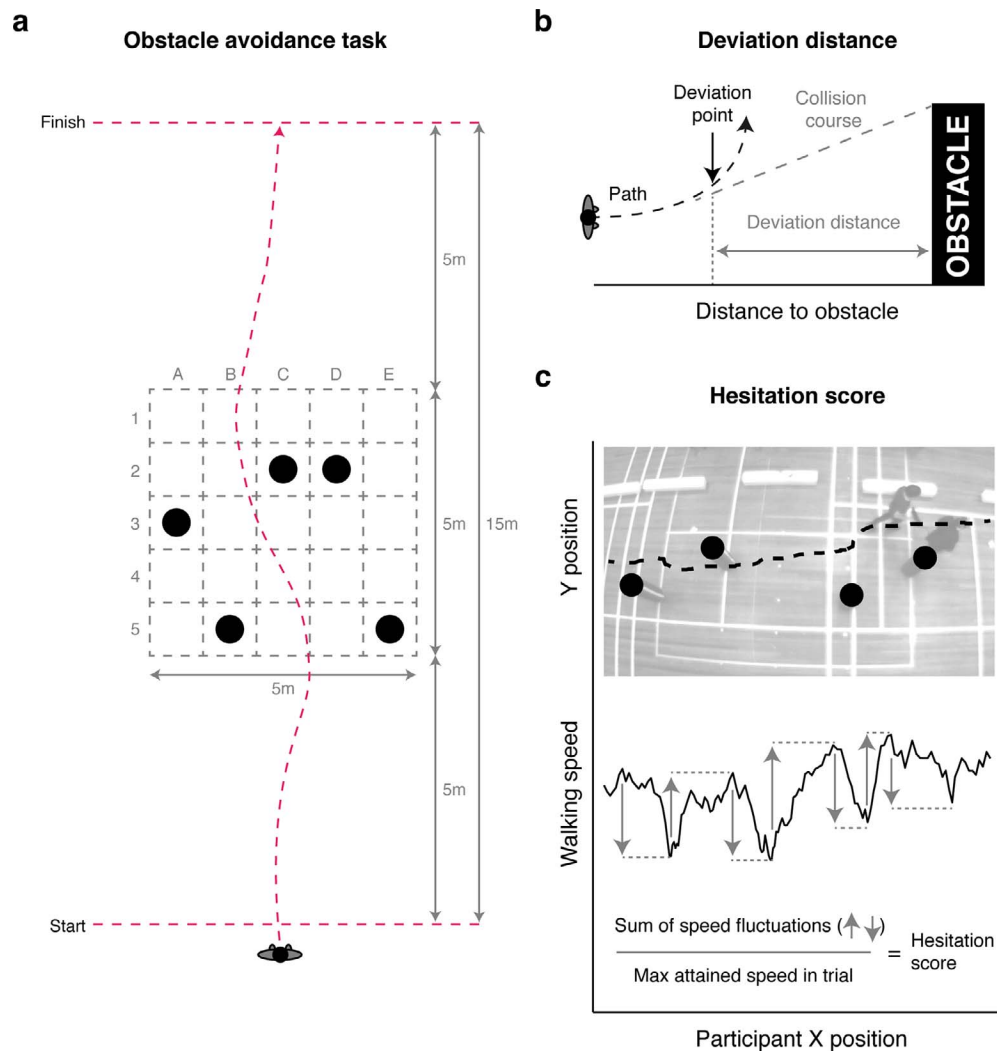 a
Obstacle avoidance task
Finish
5m
A B C D E
1
2
3
4
5
5m
15m
5m
5m
Start
b
Deviation distance
Deviation
point
Collision
course
Path
Deviation distance
OBSTACLE
Distance to obstacle
c
Hesitation score
Y position
Walking speed
Sum of speed fluctuations (↑↓)
Max attained speed in trial
= Hesitation
score
Participant X position